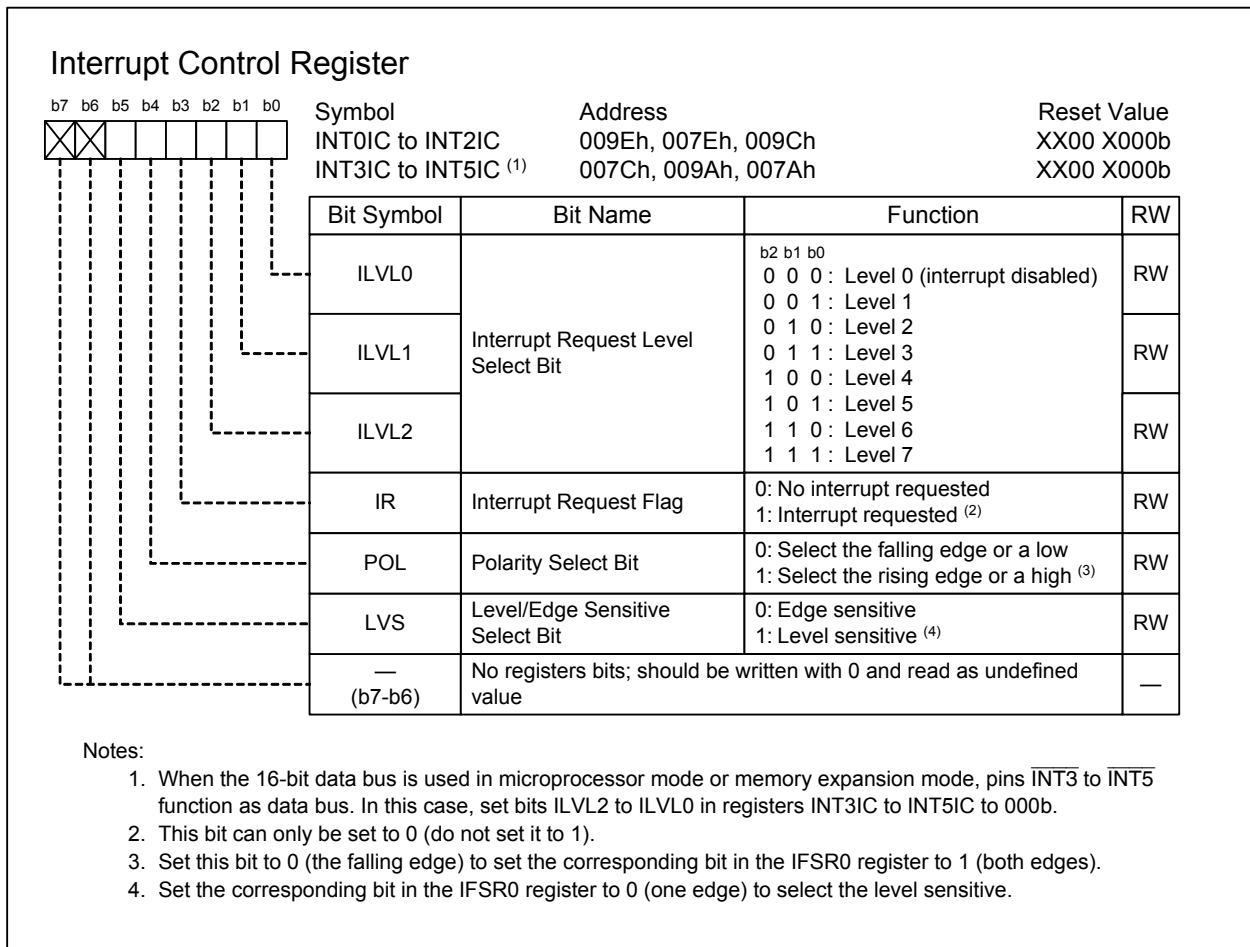 Interrupt Control Register
b7 b6 b5 b4 b3 b2 b1 b0
Symbol Address Reset Value
INT0IC to INT2IC 009Eh, 007Eh, 009Ch XX00 X000b
INT3IC to INT5IC (1) 007Ch, 009Ah, 007Ah XX00 X000b
Bit Symbol Bit Name Function RW
ILVL0 RW
ILVL1 RW
ILVL2 RW
Interrupt Request Level
Select Bit
b2 b1 b0
0 0 0 : Level 0 (interrupt disabled)
0 0 1 : Level 1
0 1 0 : Level 2
0 1 1 : Level 3
1 0 0 : Level 4
1 0 1 : Level 5
1 1 0 : Level 6
1 1 1 : Level 7
IR Interrupt Request Flag 0: No interrupt requested RW
1: Interrupt requested (2)
POL Polarity Select Bit 0: Select the falling edge or a low RW
1: Select the rising edge or a high (3)
LVS Level/Edge Sensitive 0: Edge sensitive RW
Select Bit 1: Level sensitive (4)
— No registers bits; should be written with 0 and read as undefined —
(b7-b6) value
Notes:
1. When the 16-bit data bus is used in microprocessor mode or memory expansion mode, pins I̅N̅T̅3̅ to I̅N̅T̅5̅
function as data bus. In this case, set bits ILVL2 to ILVL0 in registers INT3IC to INT5IC to 000b.
2. This bit can only be set to 0 (do not set it to 1).
3. Set this bit to 0 (the falling edge) to set the corresponding bit in the IFSR0 register to 1 (both edges).
4. Set the corresponding bit in the IFSR0 register to 0 (one edge) to select the level sensitive.